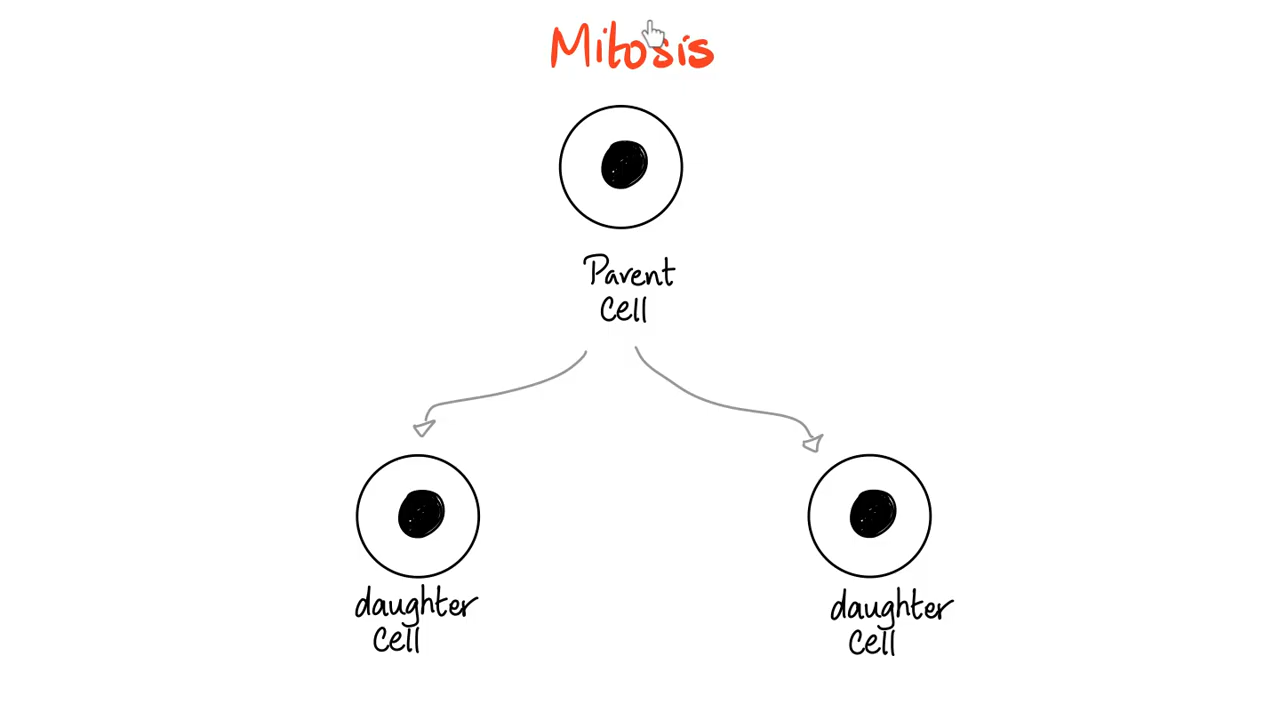 Mitosis
Parent
Cell
daughter
Cell
daughter
Cell